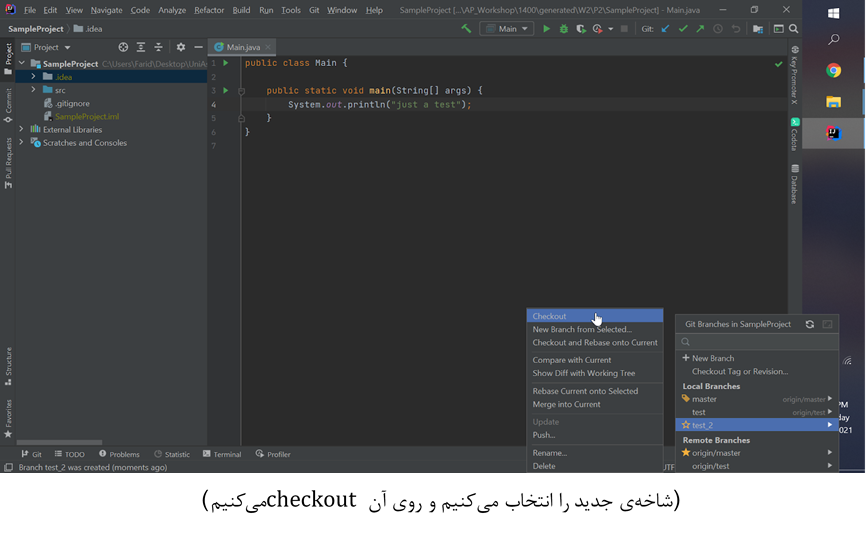 File Edit View Navigate Code Analyze Refactor Build Run Tools Git Window Help SampleProject [...\AP_Workshop\1400\generated\W2\P2\SampleProject] - Main.java
SampleProject .idea Main Git:
Project Main.java
SampleProject C:\Users\Farid\Desktop\UniAr
.idea
src
.gitignore
SampleProject.iml
External Libraries
Scratches and Consoles
Project
Commit
Pull Requests
Structure
Favorites
1 public class Main {
2
3 public static void main(String[] args) {
4 System.out.println("just a test");
5 }
6 }
7
Key Promoter X
Codota
Database
Checkout
New Branch from Selected...
Checkout and Rebase onto Current
Compare with Current
Show Diff with Working Tree
Rebase Current onto Selected
Merge into Current
Update
Push...
Rename...
Delete
Git Branches in SampleProject
New Branch
Checkout Tag or Revision...
Local Branches
master origin/master
test origin/test
test_2
Remote Branches
origin/master
origin/test
PM
day
021
Git TODO Problems Statistic Terminal Profiler
Branch test_2 was created (moments ago) UTF
(شاخه‌ی جدید را انتخاب می‌کنیم و روی آن checkout می‌کنیم)